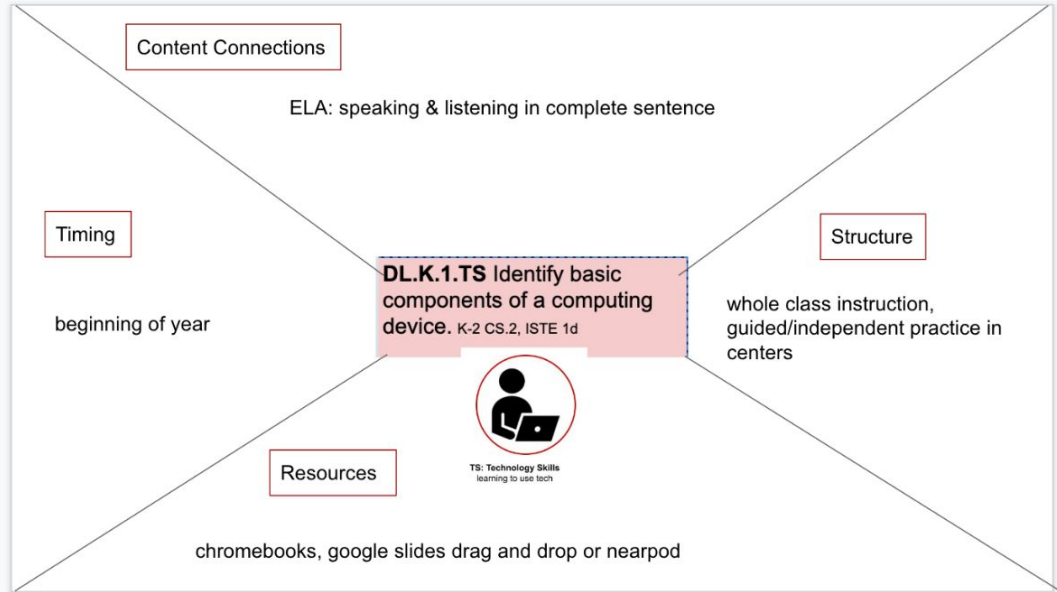 Content Connections
ELA: speaking & listening in complete sentence
Timing
beginning of year
DL.K.1.TS Identify basic
components of a computing
device. K-2 CS.2, ISTE 1d
Structure
whole class instruction,
guided/independent practice in
centers
TS: Technology Skills
learning to use tech
Resources
chromebooks, google slides drag and drop or nearpod